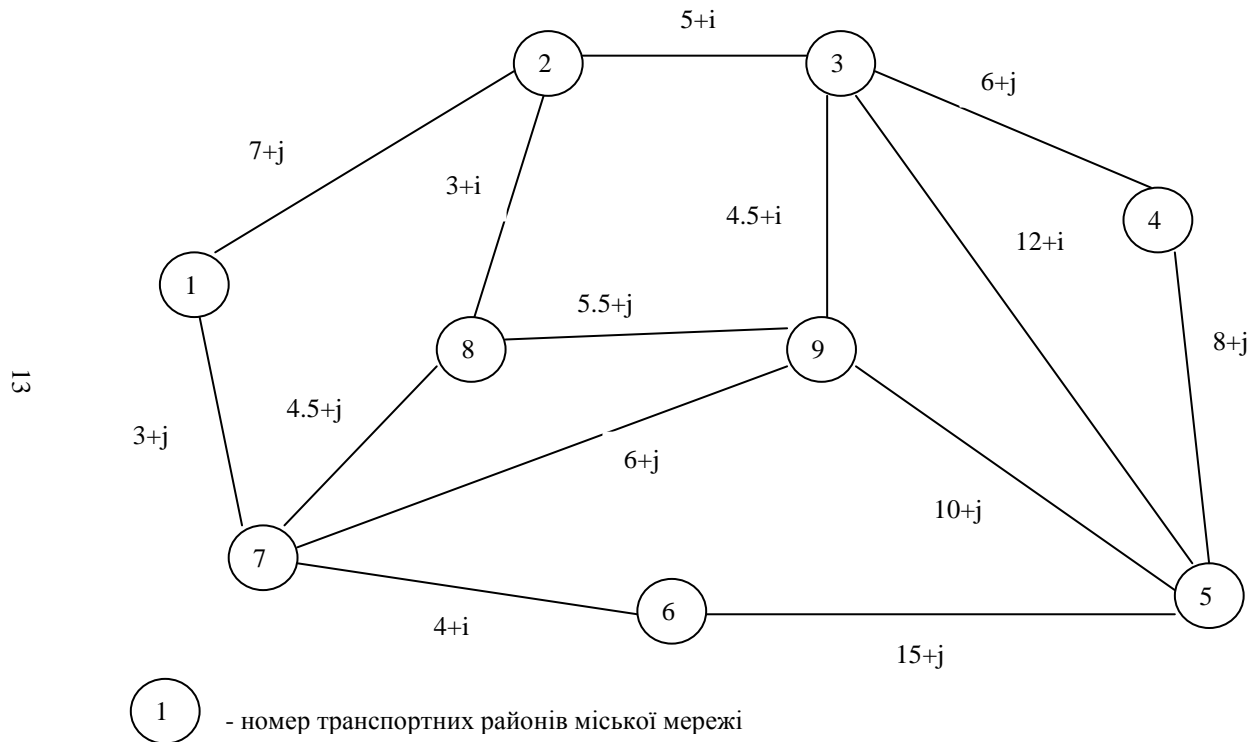 5+i
2
3
6+j
7+j
3+i
4.5+i
4
12+i
1
5.5+j
8
9
8+j
13
4.5+j
3+j
6+j
10+j
7
5
6
4+i
15+j
1 - номер транспортних районів міської мережі